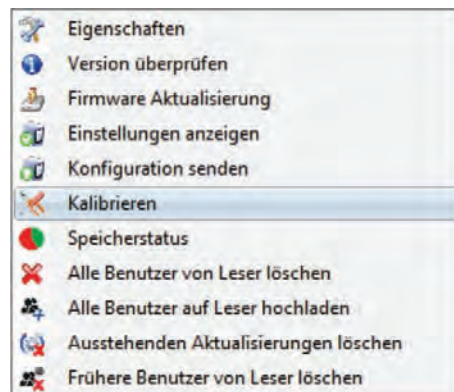 Eigenschaften
Version überprüfen
Firmware Aktualisierung
Einstellungen anzeigen
Konfiguration senden
Kalibrieren
Speicherstatus
Alle Benutzer von Leser löschen
Alle Benutzer auf Leser hochladen
Ausstehenden Aktualisierungen löschen
Frühere Benutzer von Leser löschen